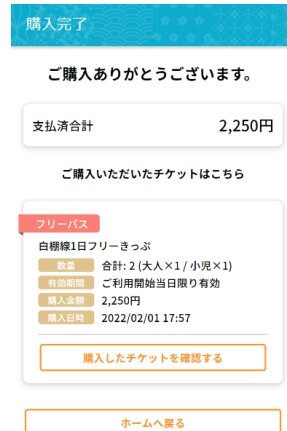 購入完了
ご購入ありがとうございます。
支払済合計 2,250円
ご購入いただいたチケットはこちら
フリーパス
白棚線1日フリーきっぷ
数量 合計: 2 (大人×1 / 小児×1)
有効期間 ご利用開始当日限り有効
購入金額 2,250円
購入日時 2022/02/01 17:57
購入したチケットを確認する
ホームへ戻る